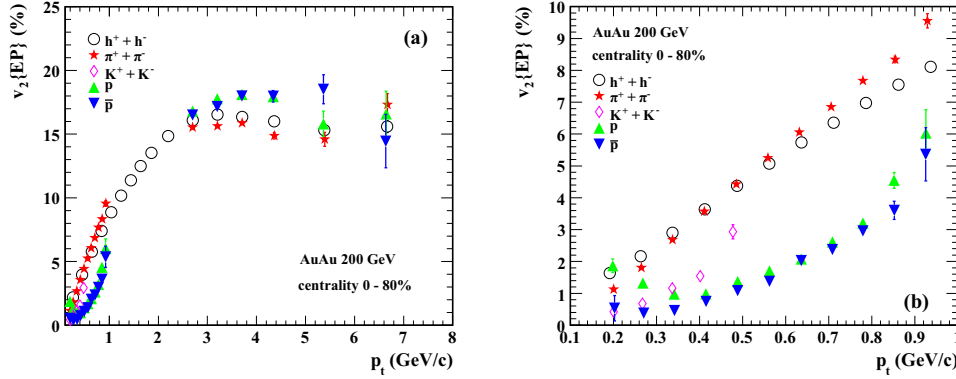 v₂{EP} (%)
25
20
15
10
5
0
(a)
h⁺ + h⁻
π⁺ + π⁻
K⁺ + K⁻
p
p̅
AuAu 200 GeV
centrality 0 - 80%
1 2 3 4 5 6 7 8
pₜ (GeV/c)
v₂{EP} (%)
10
9
8
7
6
5
4
3
2
1
0
AuAu 200 GeV
centrality 0 - 80%
h⁺ + h⁻
π⁺ + π⁻
K⁺ + K⁻
p
p̅
(b)
0.1 0.2 0.3 0.4 0.5 0.6 0.7 0.8 0.9 1
pₜ (GeV/c)